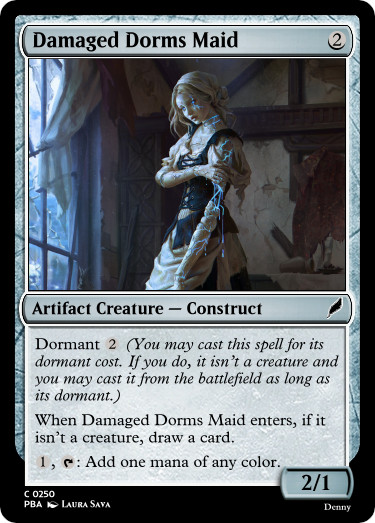 Damaged Dorms Maid 2
Artifact Creature — Construct
Dormant 2 (You may cast this spell for its
dormant cost. If you do, it isn't a creature and
you may cast it from the battlefield as long as
its dormant.)
When Damaged Dorms Maid enters, if it
isn't a creature, draw a card.
1 , : Add one mana of any color.
2/1
C 0250
PBA Laura Sava
Denny